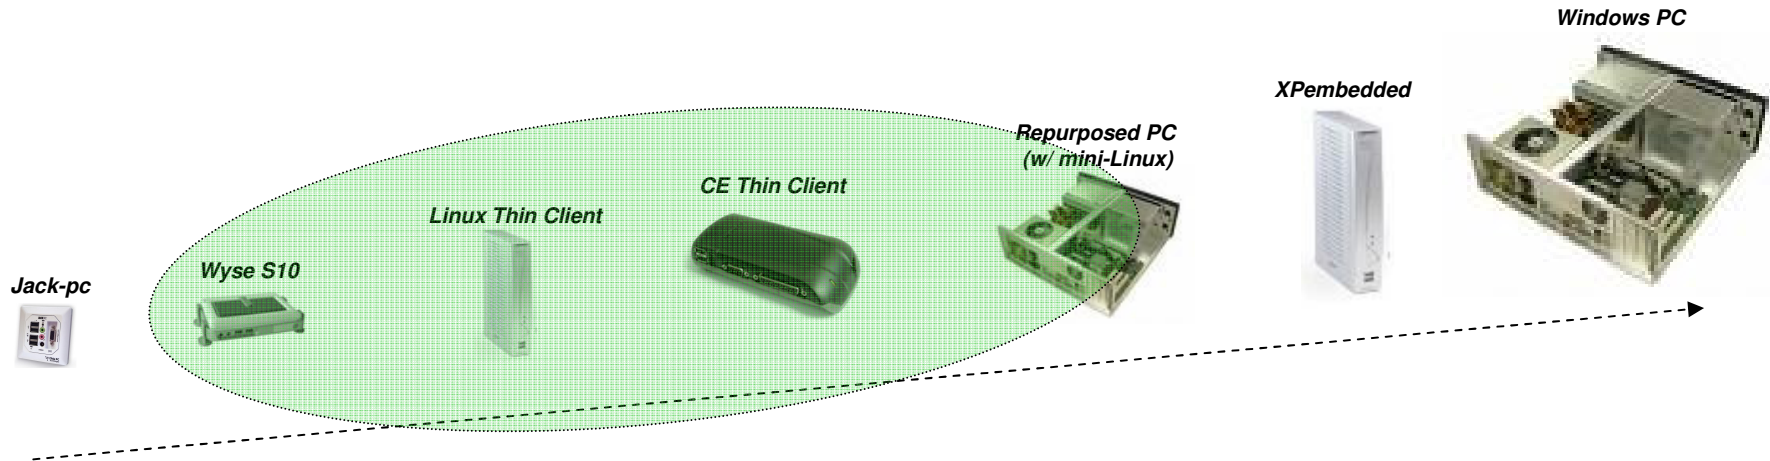 Windows PC
XPembedded
Repurposed PC
(w/ mini-Linux)
CE Thin Client
Linux Thin Client
Wyse S10
Jack-pc